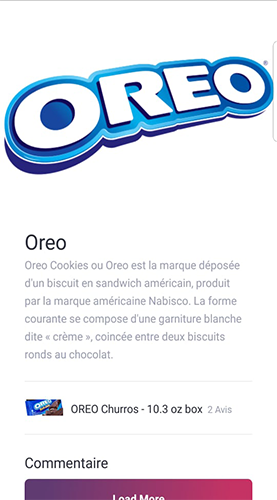 OREO
Oreo
Oreo Cookies ou Oreo est la marque déposée
d'un biscuit en sandwich américain, produit
par la marque américaine Nabisco. La forme
courante se compose d'une garniture blanche
dite « crème », coincée entre deux biscuits
ronds au chocolat.
OREO Churros - 10.3 oz box 2 Avis
Commentaire
Load More